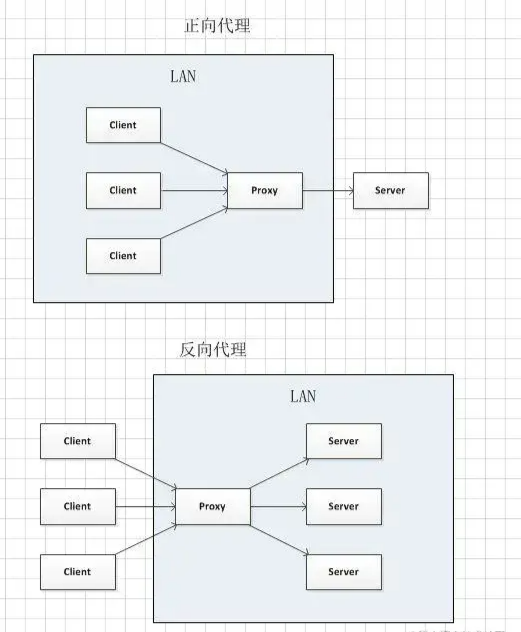 正向代理
LAN
Client
Client
Proxy
Server
Client
反向代理
LAN
Client
Server
Client
Proxy
Server
Client
Server